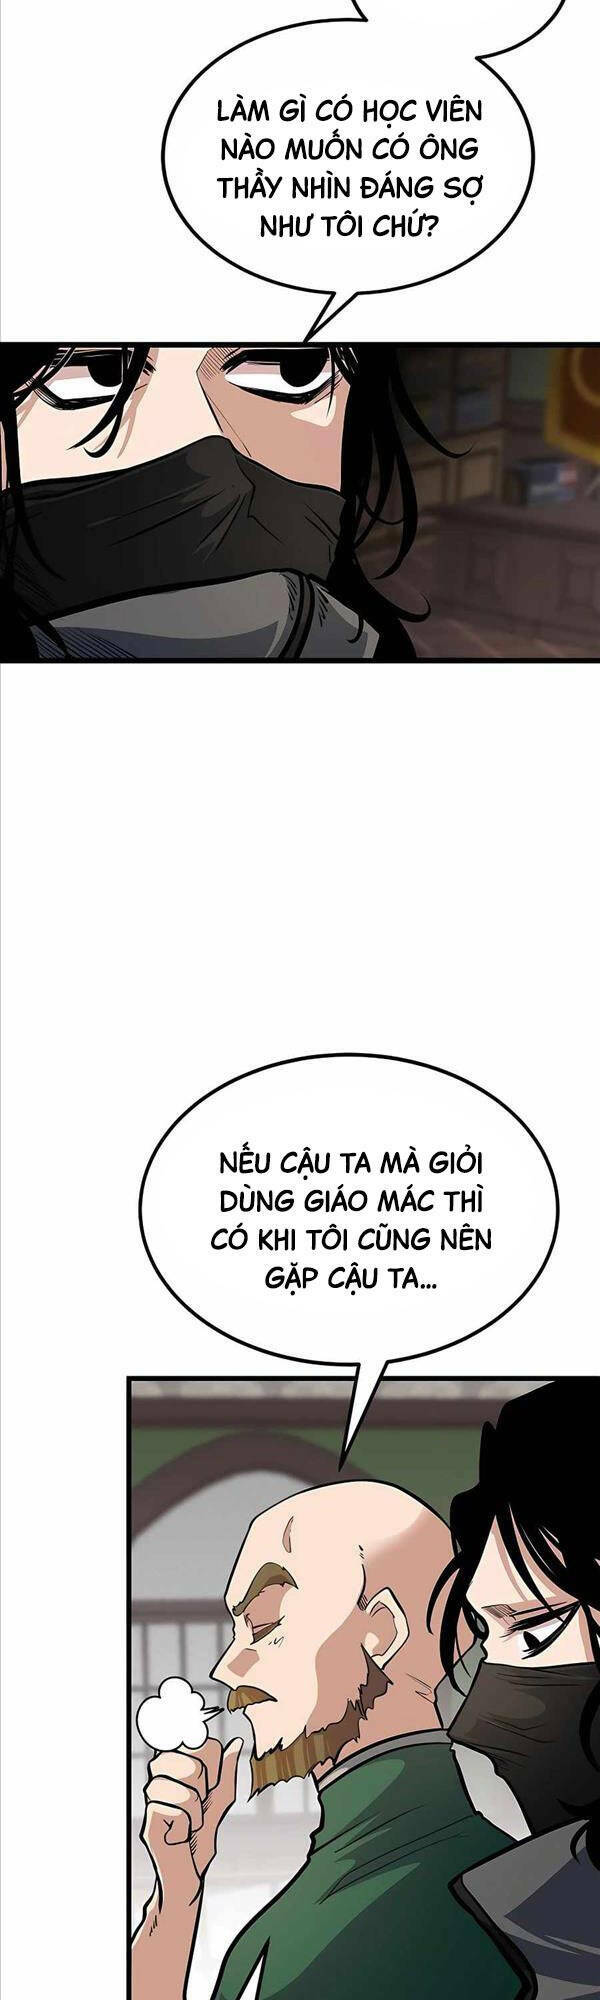 LÀM GÌ CÓ HỌC VIÊN
NÀO MUỐN CÓ ÔNG
THẦY NHÌN ĐÁNG SỢ
NHƯ TÔI CHỨ?
NẾU CẬU TA MÀ GIỎI
DÙNG GIÁO MÁC THÌ
CÓ KHI TÔI CŨNG NÊN
GẶP CẬU TA...